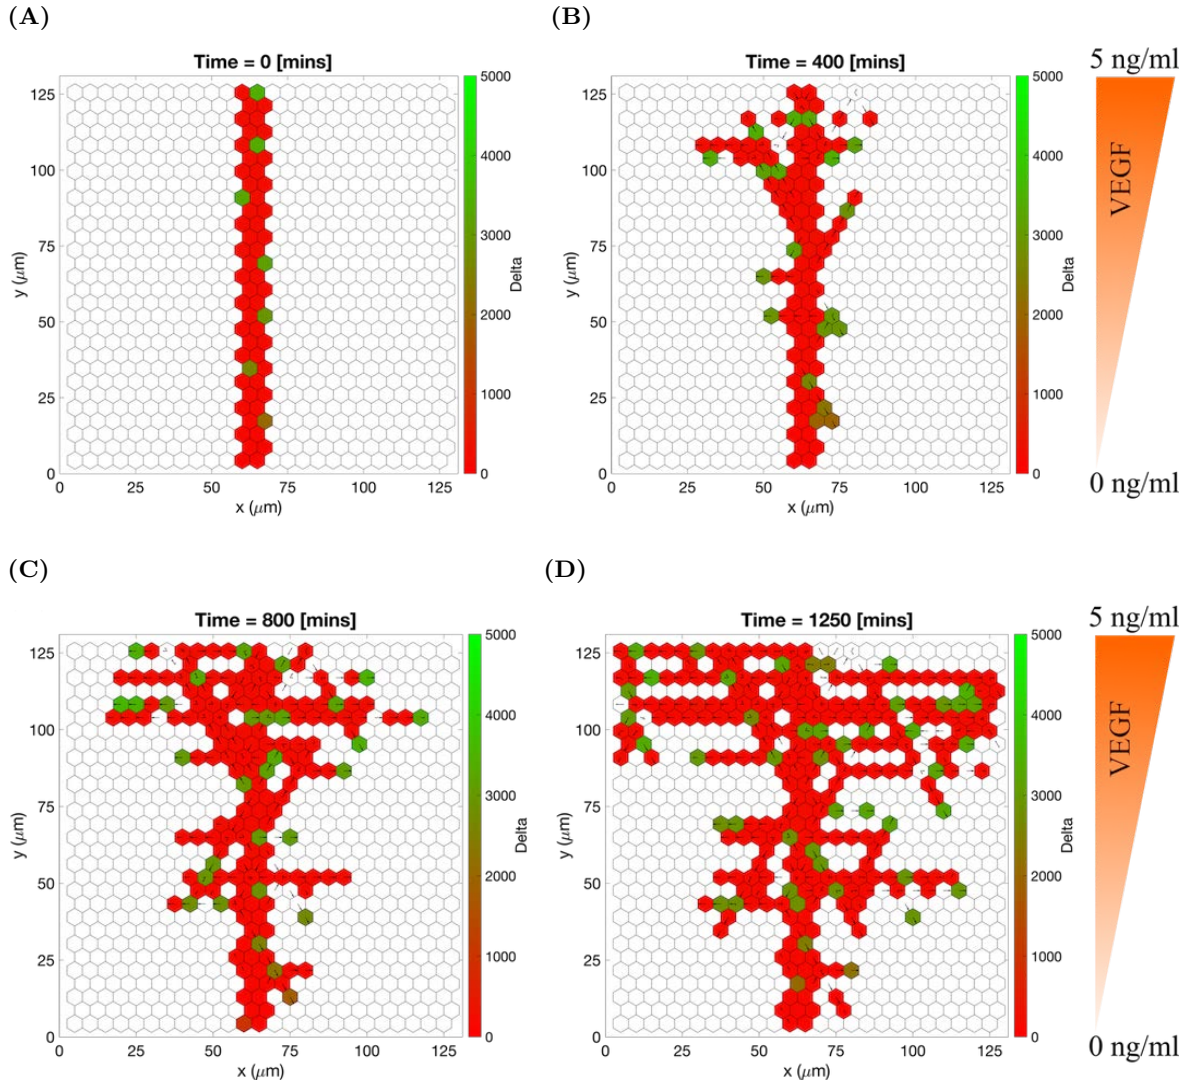 (A)
(B)
Time = 0 [mins]
Time = 400 [mins]
5 ng/ml
125
100
75
50
25
0
y (μm)
0
25
50
75
100
125
x (μm)
5000
4000
3000
2000
1000
0
Delta
125
100
75
50
25
0
y (μm)
0
25
50
75
100
125
x (μm)
5000
4000
3000
2000
1000
0
Delta
VEGF
0 ng/ml
(C)
(D)
Time = 800 [mins]
Time = 1250 [mins]
5 ng/ml
125
100
75
50
25
0
y (μm)
0
25
50
75
100
125
x (μm)
5000
4000
3000
2000
1000
0
Delta
125
100
75
50
25
0
y (μm)
0
25
50
75
100
125
x (μm)
5000
4000
3000
2000
1000
0
Delta
VEGF
0 ng/ml